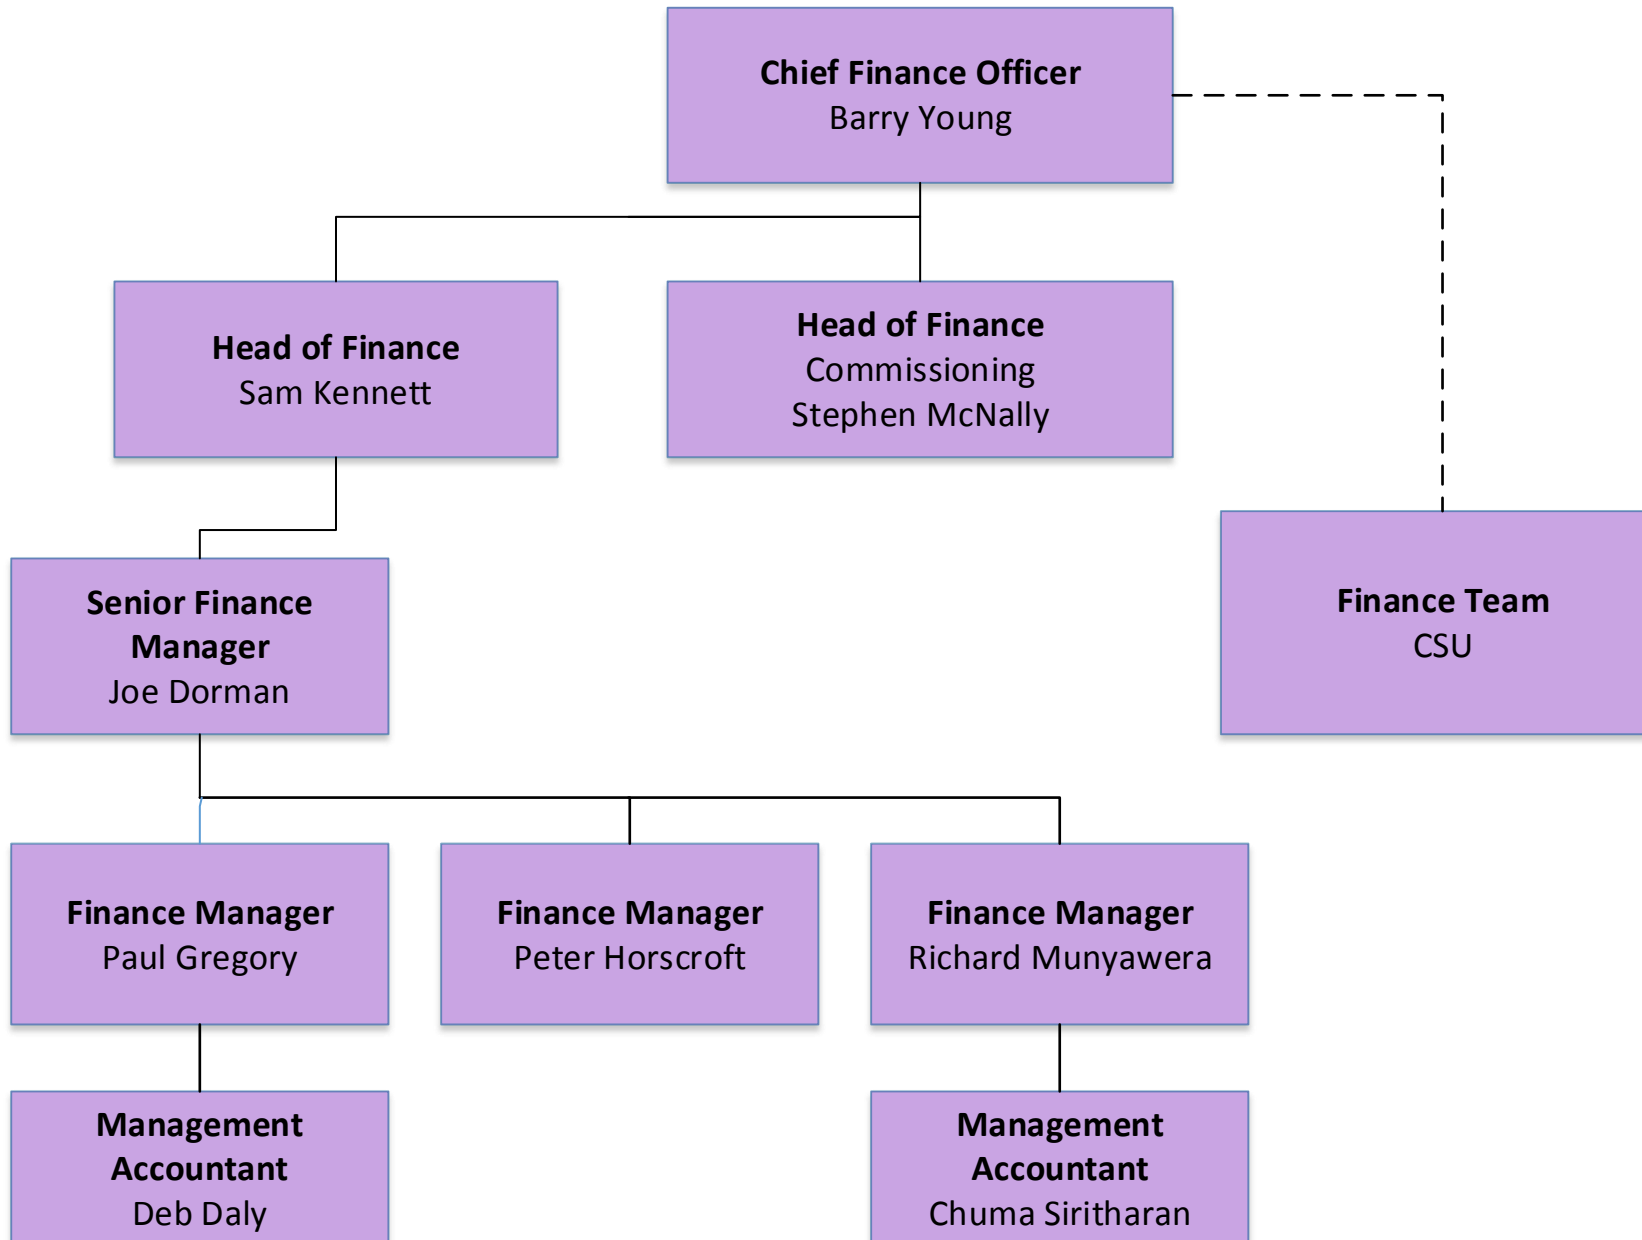 Chief Finance Officer
Barry Young
Head of Finance
Sam Kennett
Head of Finance
Commissioning
Stephen McNally
Senior Finance
Manager
Joe Dorman
Finance Team
CSU
Finance Manager
Paul Gregory
Finance Manager
Peter Horscroft
Finance Manager
Richard Munyawera
Management
Accountant
Deb Daly
Management
Accountant
Chuma Siritharan